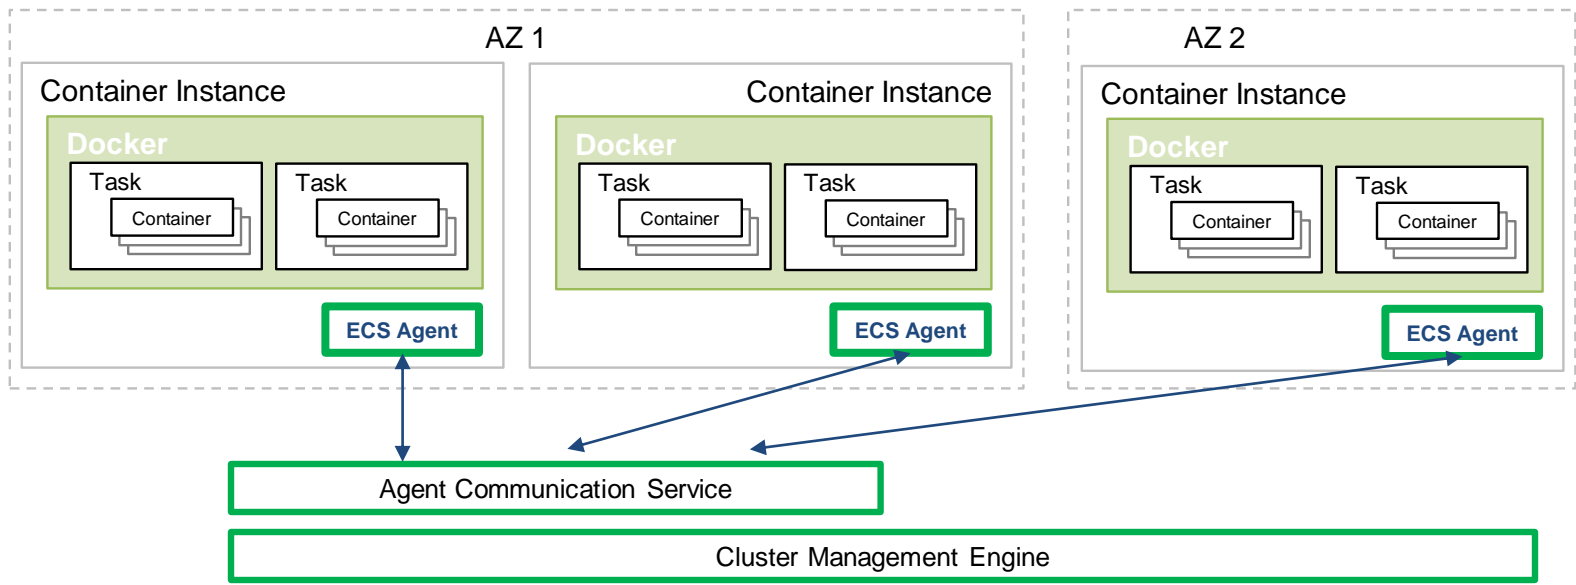 AZ 1
Container Instance
Docker
Task
Container
Task
Container
ECS Agent
Container Instance
Docker
Task
Container
Task
Container
ECS Agent
AZ 2
Container Instance
Docker
Task
Container
Task
Container
ECS Agent
Agent Communication Service
Cluster Management Engine